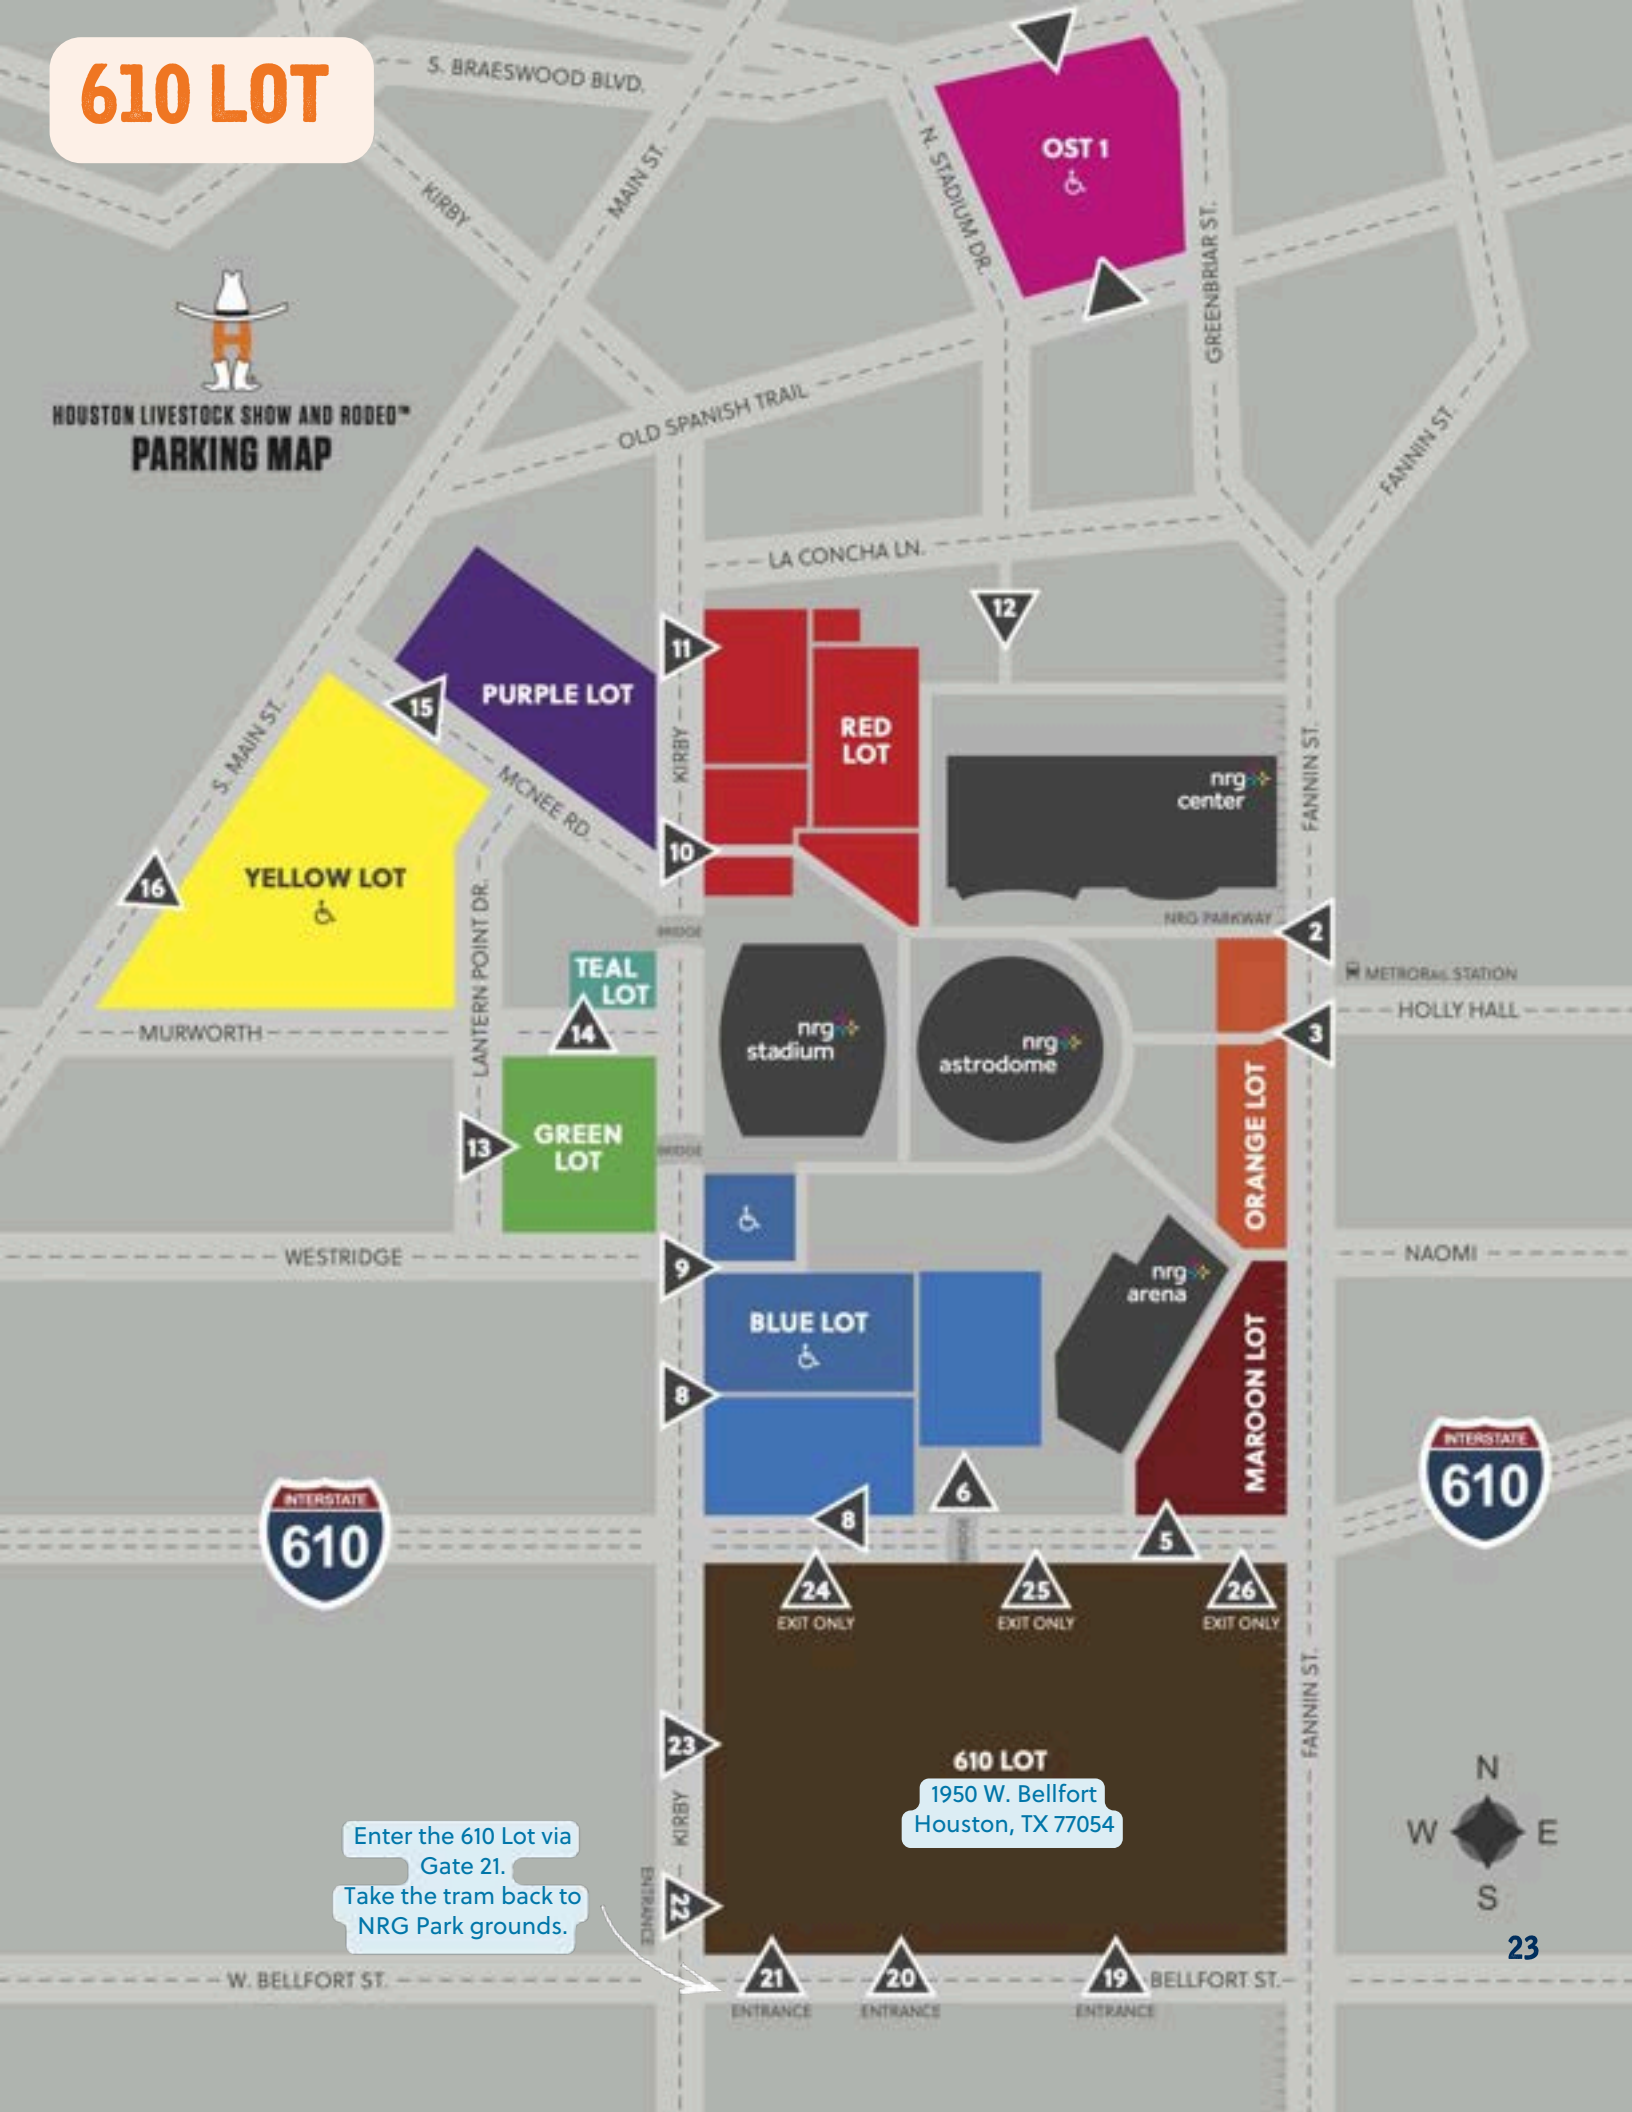 610 LOT
S. BRAESWOOD BLVD.
KIRBY
MAIN ST.
N. STADIUM DR.
OST 1
GREENBRIAR ST.
HOUSTON LIVESTOCK SHOW AND RODEO™
PARKING MAP
OLD SPANISH TRAIL
FANNIN ST.
LA CONCHA LN.
12
11
PURPLE LOT
15
RED
LOT
S. MAIN ST.
KIRBY
MCNEE RD.
nrg
center
FANNIN ST.
10
16
YELLOW LOT
LANTERN POINT DR.
BRIDGE
NRG PARKWAY
2
TEAL
LOT
METRORAIL STATION
HOLLY HALL
MURWORTH
14
nrg
stadium
nrg
astrodome
3
ORANGE LOT
13
GREEN
LOT
BRIDGE
WESTRIDGE
9
NAOMI
nrg
arena
BLUE LOT
8
MAROON LOT
INTERSTATE
610
6
INTERSTATE
610
8
BRIDGE
5
24
EXIT ONLY
25
EXIT ONLY
26
EXIT ONLY
FANNIN ST.
23
610 LOT
1950 W. Bellfort
Houston, TX 77054
KIRBY
N
W
E
S
Enter the 610 Lot via
Gate 21.
Take the tram back to
NRG Park grounds.
ENTRANCE
22
23
W. BELLFORT ST.
21
ENTRANCE
20
ENTRANCE
19
ENTRANCE
BELLFORT ST.